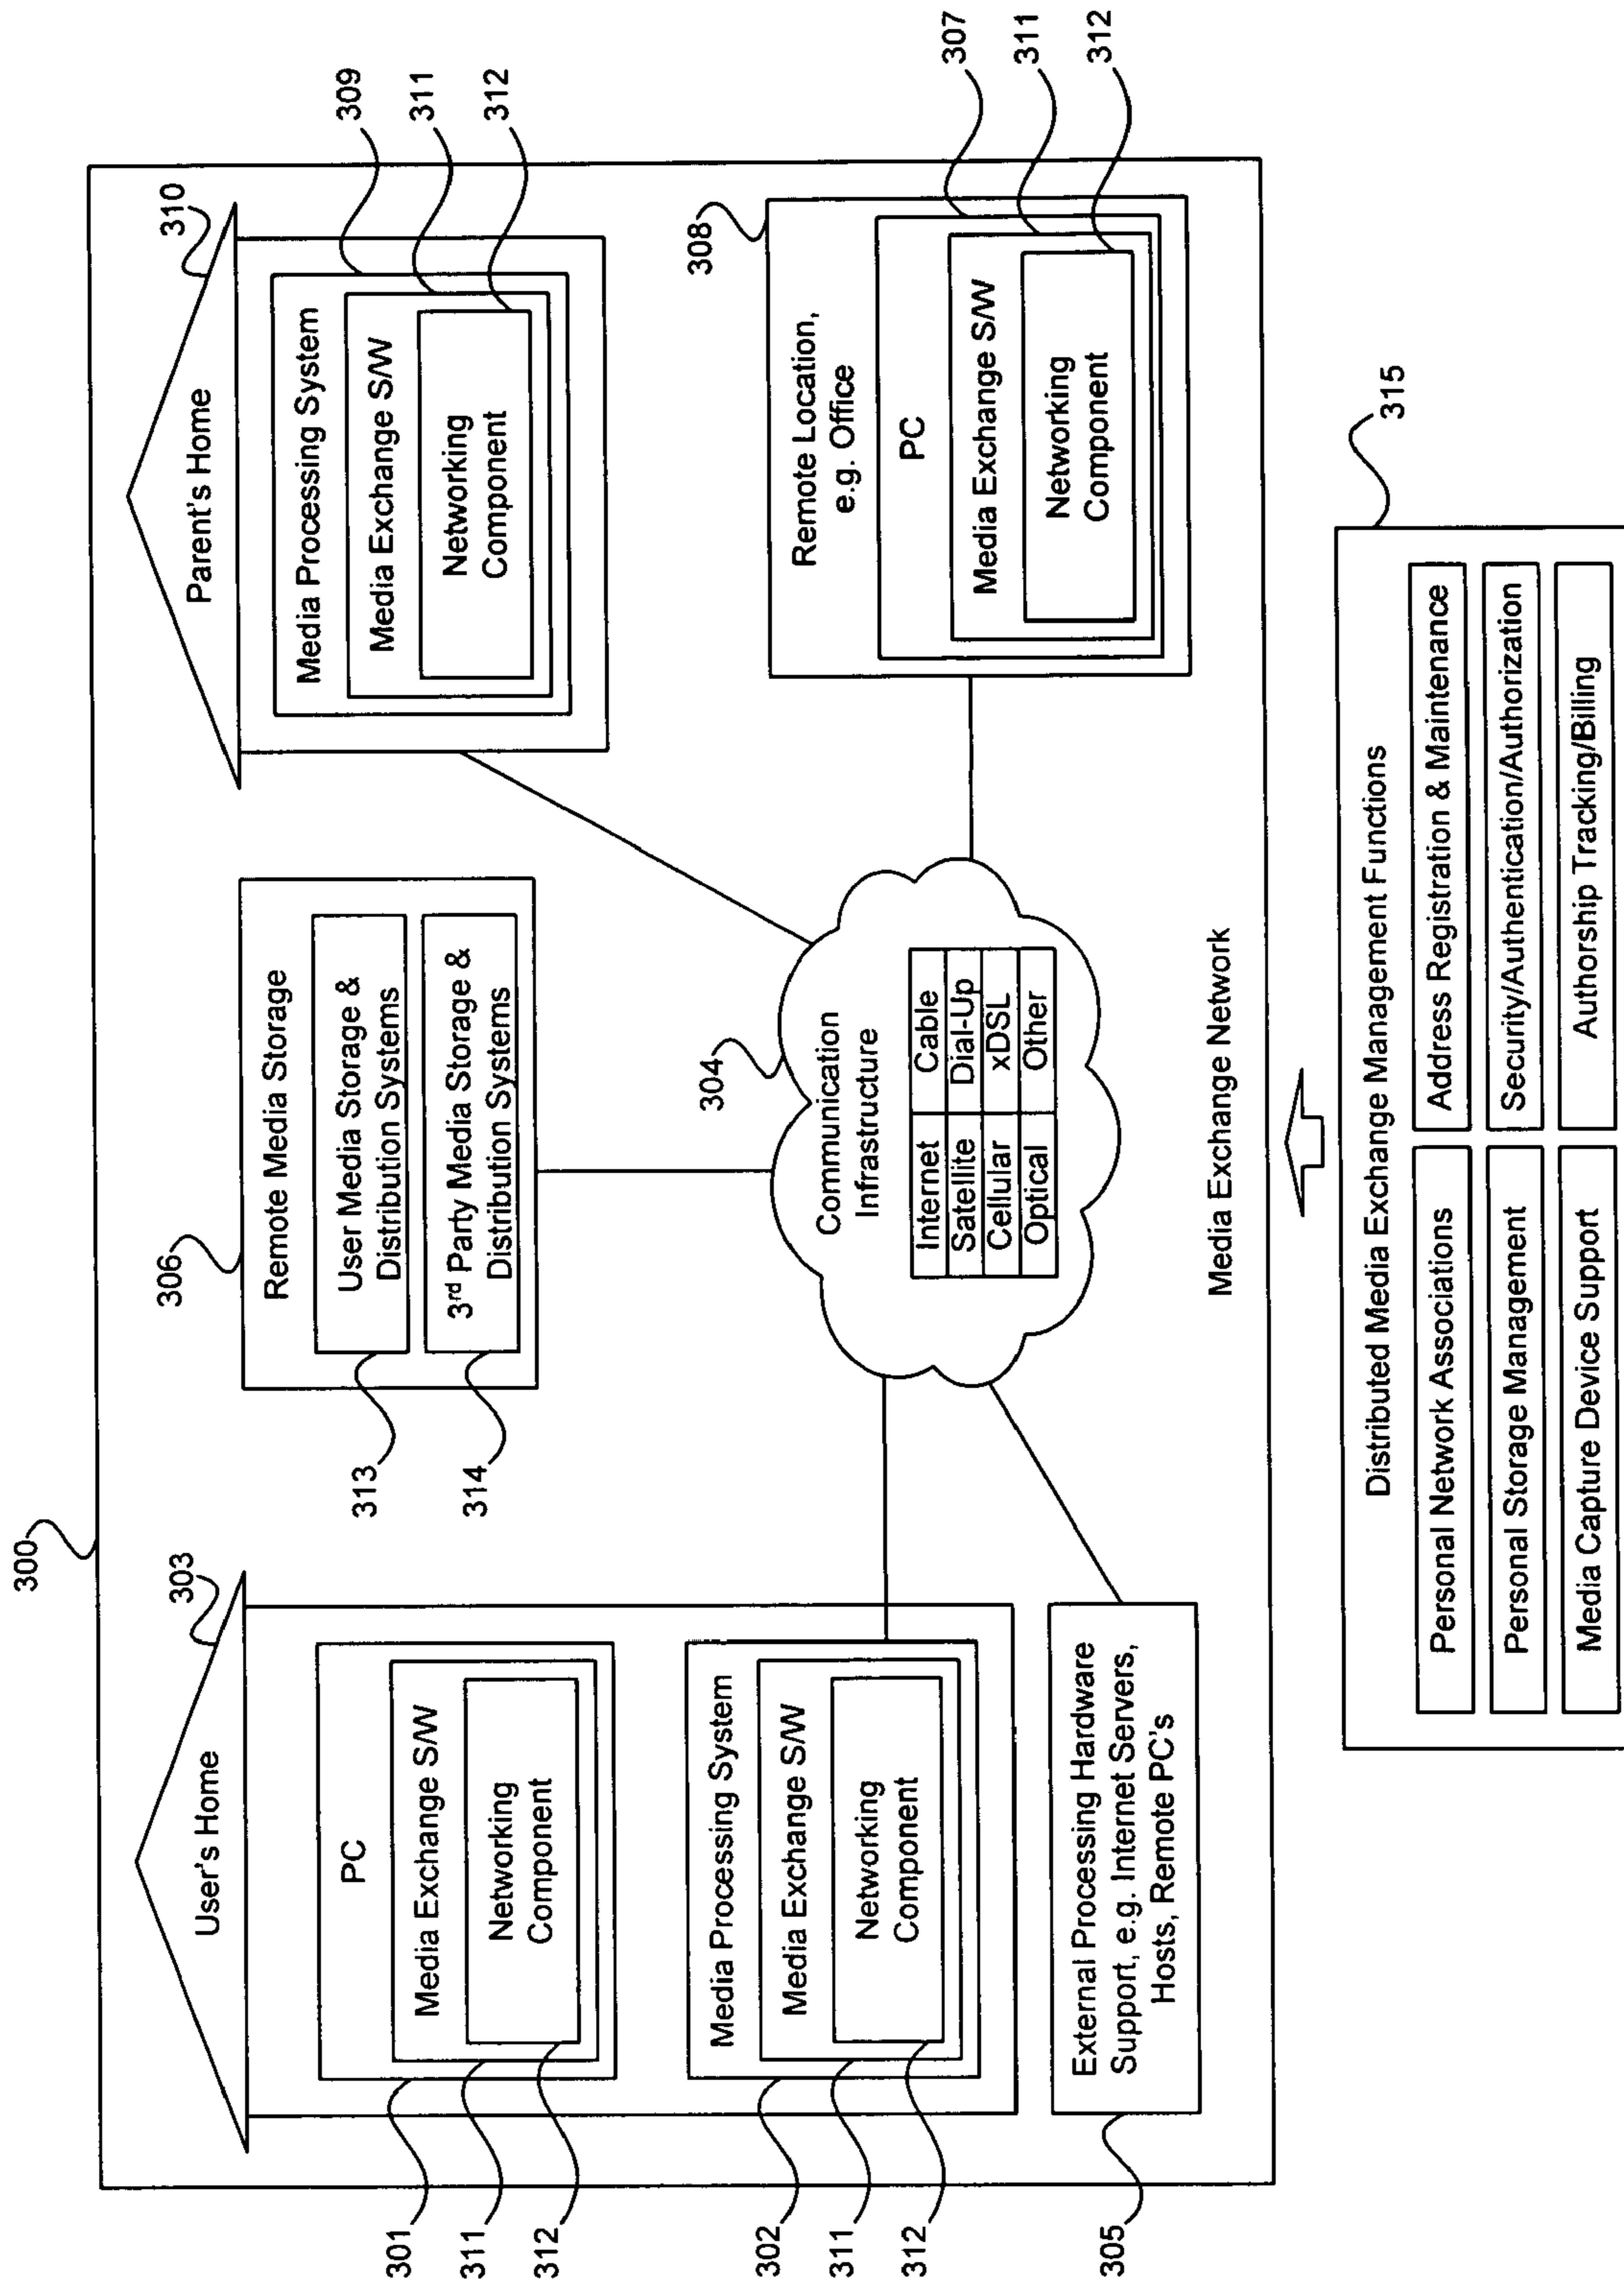 300
303
User's Home
PC
Media Exchange S/W
Networking
Component
301
311
312
Media Processing System
Media Exchange S/W
Networking
Component
302
311
312
External Processing Hardware
Support, e.g. Internet Servers,
Hosts, Remote PC's
305
306
Remote Media Storage
User Media Storage &
Distribution Systems
3rd Party Media Storage &
Distribution Systems
313
314
304
Communication
Infrastructure
Internet Cable
Satellite Dial-Up
Cellular xDSL
Optical Other
310
Parent's Home
Media Processing System
Media Exchange S/W
Networking
Component
309
311
312
308
Remote Location,
e.g. Office
PC
Media Exchange S/W
Networking
Component
307
311
312
Media Exchange Network
315
Distributed Media Exchange Management Functions
Personal Network Associations
Address Registration & Maintenance
Personal Storage Management
Security/Authentication/Authorization
Media Capture Device Support
Authorship Tracking/Billing